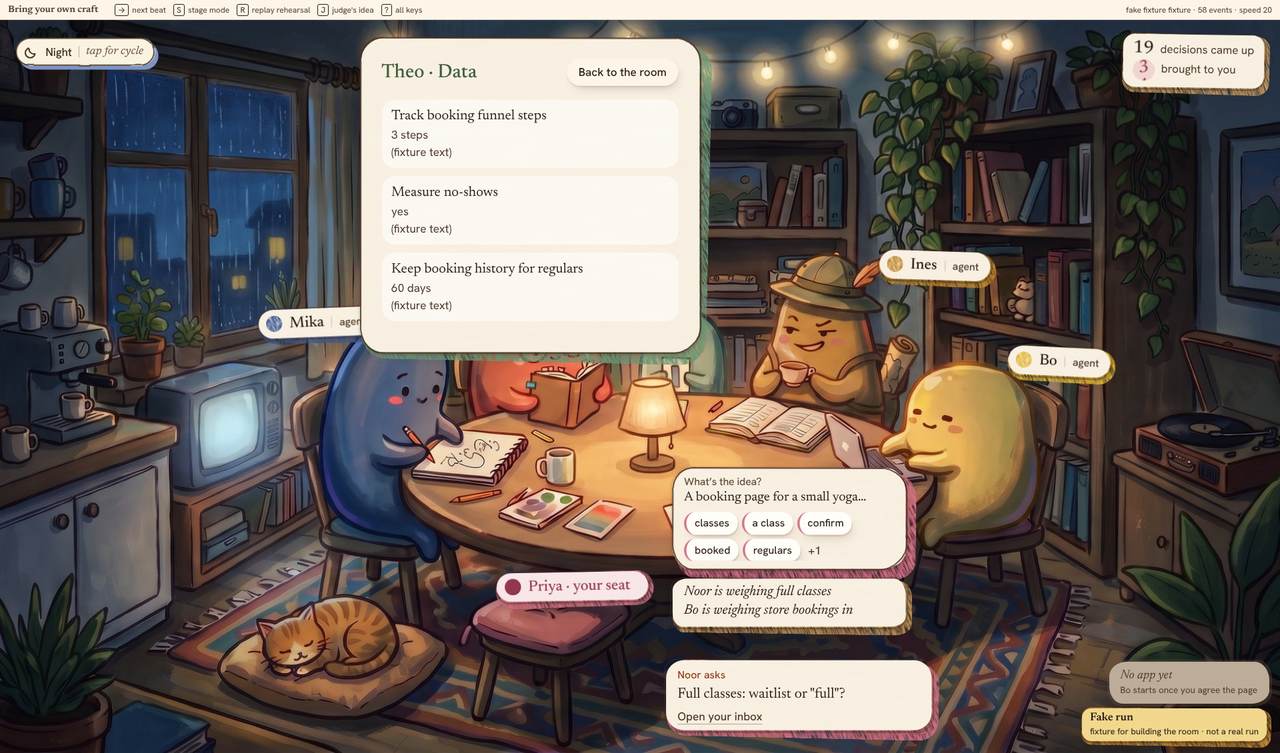 Bring your own craft
→ next beat
S stage mode
R replay rehearsal
J judge's idea
? all keys
fake fixture fixture · 58 events · speed 20
Night | tap for cycle
19 decisions came up
3 brought to you
Theo · Data
Back to the room
Track booking funnel steps
3 steps
(fixture text)
Measure no-shows
yes
(fixture text)
Keep booking history for regulars
60 days
(fixture text)
Ines | agent
Mika |
Bo | agent
What's the idea?
A booking page for a small yoga...
classes
a class
confirm
booked
regulars
+1
Priya · your seat
Noor is weighing full classes
Bo is weighing store bookings in
Noor asks
Full classes: waitlist or "full"?
Open your inbox
No app yet
Bo starts once you agree the page
Fake run
fixture for building the room · not a real run